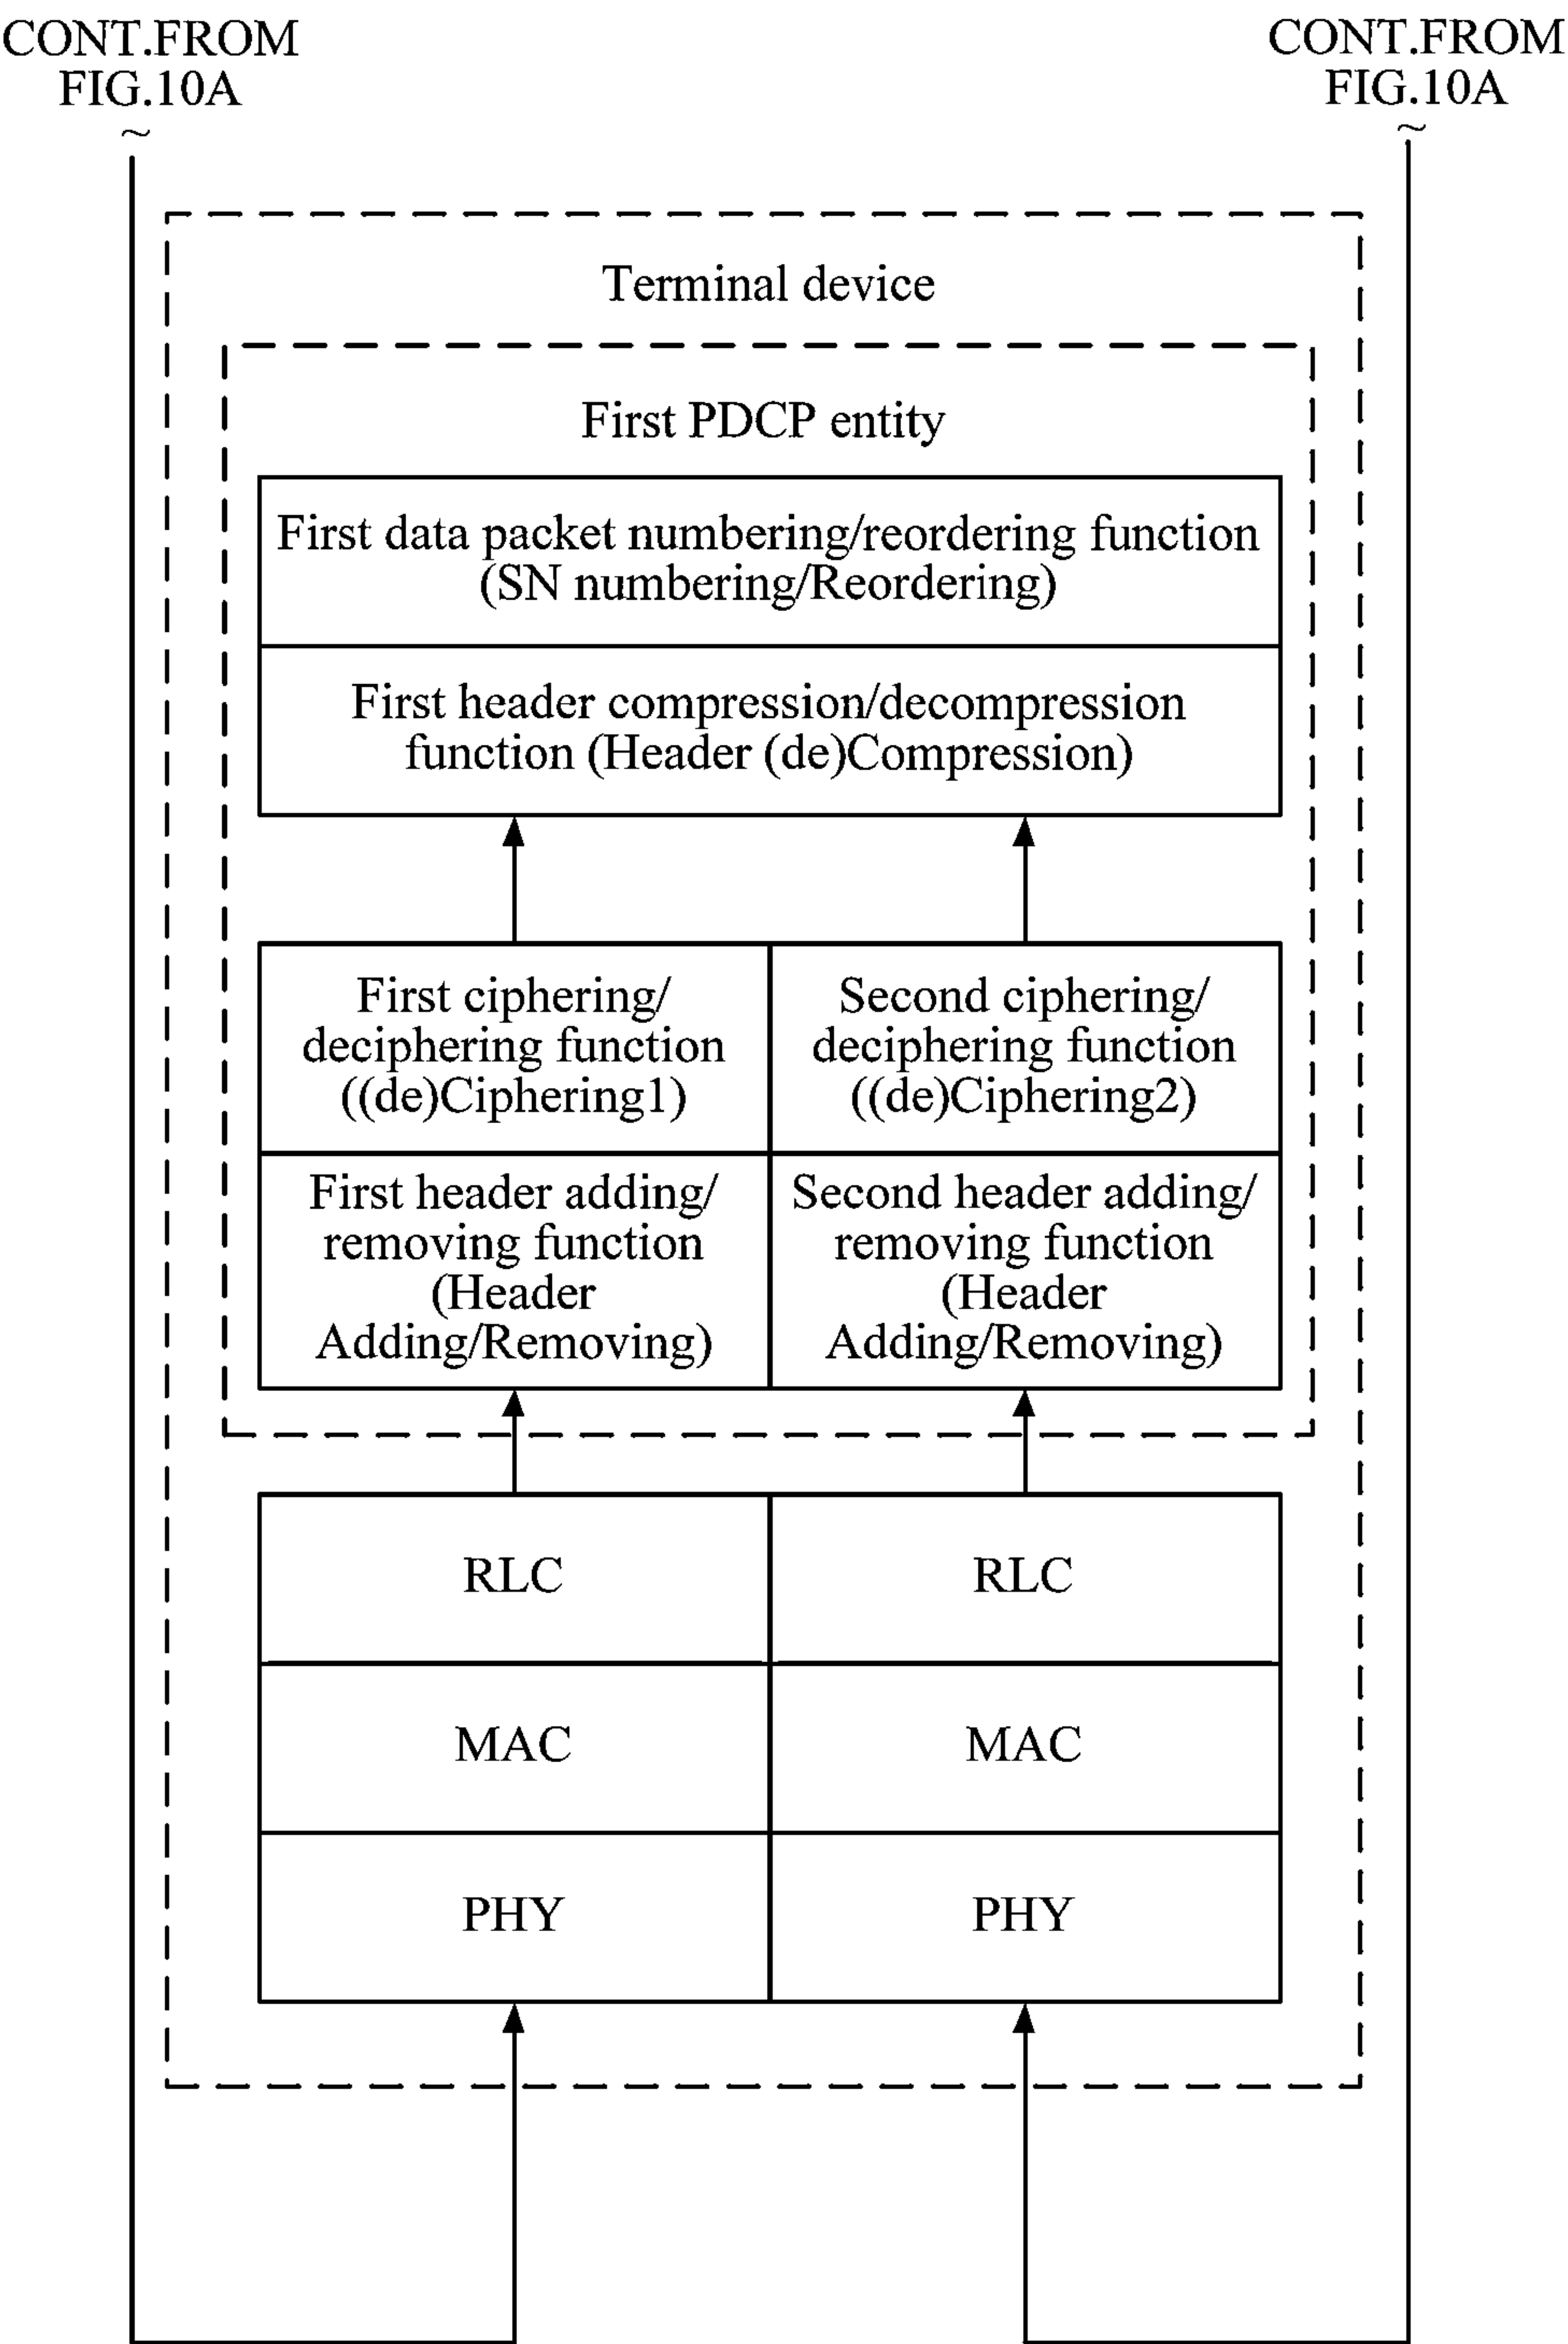 CONT.FROM
FIG.10A
CONT.FROM
FIG.10A
Terminal device
First PDCP entity
First data packet numbering/reordering function
(SN numbering/Reordering)
First header compression/decompression
function (Header (de)Compression)
First ciphering/
deciphering function
((de)Ciphering1)
Second ciphering/
deciphering function
((de)Ciphering2)
First header adding/
removing function
(Header
Adding/Removing)
Second header adding/
removing function
(Header
Adding/Removing)
RLC
RLC
MAC
MAC
PHY
PHY